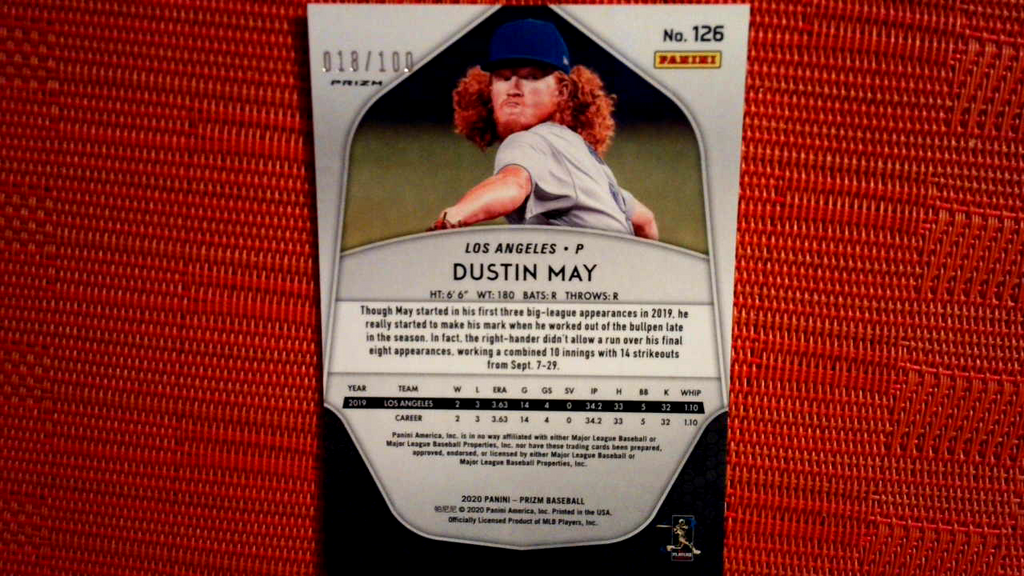 No. 126
018/100
PANINI
PRIZM
LOS ANGELES • P
DUSTIN MAY
HT: 6' 6" WT: 180 BATS: R THROWS: R
Though May started in his first three big-league appearances in 2019, he
really started to make his mark when he worked out of the bullpen late
in the season. In fact, the right-hander didn't allow a run over his final
eight appearances, working a combined 10 innings with 14 strikeouts
from Sept. 7-29.
YEAR TEAM W L ERA G GS SV IP H BB K WHIP
2019 LOS ANGELES 2 3 3.63 14 4 0 34.2 33 5 32 1.10
CAREER 2 3 3.63 14 4 0 34.2 33 5 32 1.10
Panini America, Inc. is in no way affiliated with either Major League Baseball or
Major League Baseball Properties, Inc. nor have these trading cards been prepared,
approved, endorsed, or licensed by either Major League Baseball or
Major League Baseball Properties, Inc.
2020 PANINI – PRIZM BASEBALL
帕尼尼 © 2020 Panini America, Inc. Printed in the USA.
Officially Licensed Product of MLB Players, Inc.
PLAYERS